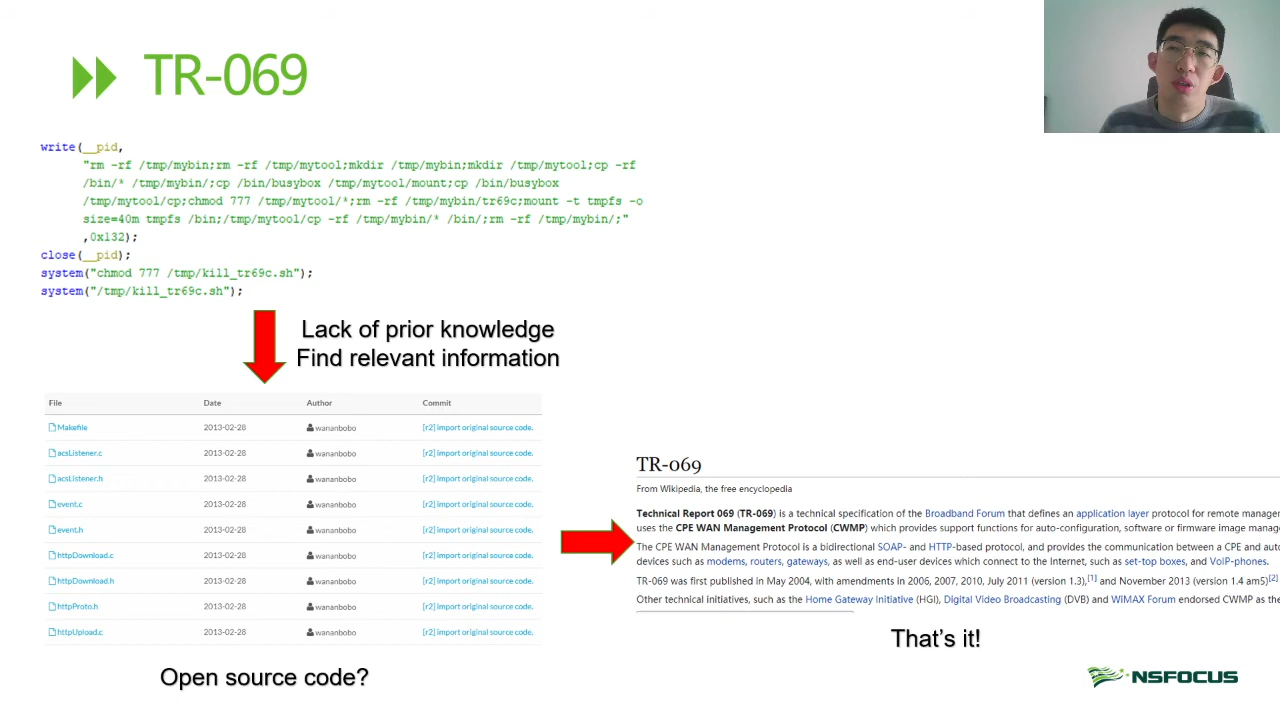 TR-069
write(__pid,
"rm -rf /tmp/mybin;rm -rf /tmp/mytool;mkdir /tmp/mybin;mkdir /tmp/mytool;cp -rf
/bin/* /tmp/mybin/;cp /bin/busybox /tmp/mytool/mount;cp /bin/busybox
/tmp/mytool/cp;chmod 777 /tmp/mytool/*;rm -rf /tmp/mybin/tr69c;mount -t tmpfs -o
size=40m tmpfs /bin;/tmp/mytool/cp -rf /tmp/mybin/* /bin/;rm -rf /tmp/mybin/;"
,0x132);
close(__pid);
system("chmod 777 /tmp/kill_tr69c.sh");
system("/tmp/kill_tr69c.sh");
Lack of prior knowledge
Find relevant information
File Date Author Commit
Makefile 2013-02-28 wananbobo [r2] import original source code.
acsListener.c 2013-02-28 wananbobo [r2] import original source code.
acsListener.h 2013-02-28 wananbobo [r2] import original source code.
event.c 2013-02-28 wananbobo [r2] import original source code.
event.h 2013-02-28 wananbobo [r2] import original source code.
httpDownload.c 2013-02-28 wananbobo [r2] import original source code.
httpDownload.h 2013-02-28 wananbobo [r2] import original source code.
httpProto.h 2013-02-28 wananbobo [r2] import original source code.
httpUpload.c 2013-02-28 wananbobo [r2] import original source code.
Open source code?
TR-069
From Wikipedia, the free encyclopedia
Technical Report 069 (TR-069) is a technical specification of the Broadband Forum that defines an application layer protocol for remote manager
uses the CPE WAN Management Protocol (CWMP) which provides support functions for auto-configuration, software or firmware image manag
The CPE WAN Management Protocol is a bidirectional SOAP- and HTTP-based protocol, and provides the communication between a CPE and auto
devices such as modems, routers, gateways, as well as end-user devices which connect to the Internet, such as set-top boxes, and VoIP-phones.
TR-069 was first published in May 2004, with amendments in 2006, 2007, 2010, July 2011 (version 1.3),[1] and November 2013 (version 1.4 am5)[2]
Other technical initiatives, such as the Home Gateway Initiative (HGI), Digital Video Broadcasting (DVB) and WiMAX Forum endorsed CWMP as the
That's it!
NSFOCUS